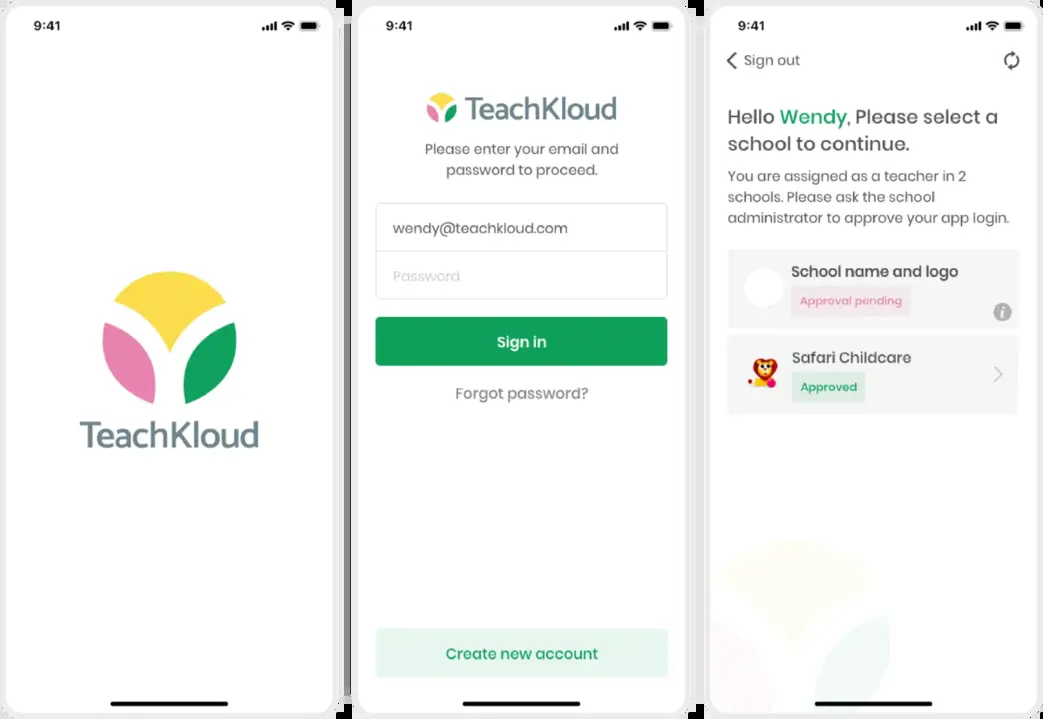 9:41
TeachKloud
9:41
TeachKloud
Please enter your email and
password to proceed.
wendy@teachkloud.com
Password
Sign in
Forgot password?
Create new account
9:41
Sign out
Hello Wendy, Please select a
school to continue.
You are assigned as a teacher in 2
schools. Please ask the school
administrator to approve your app login.
School name and logo
Approval pending
i
Safari Childcare
Approved